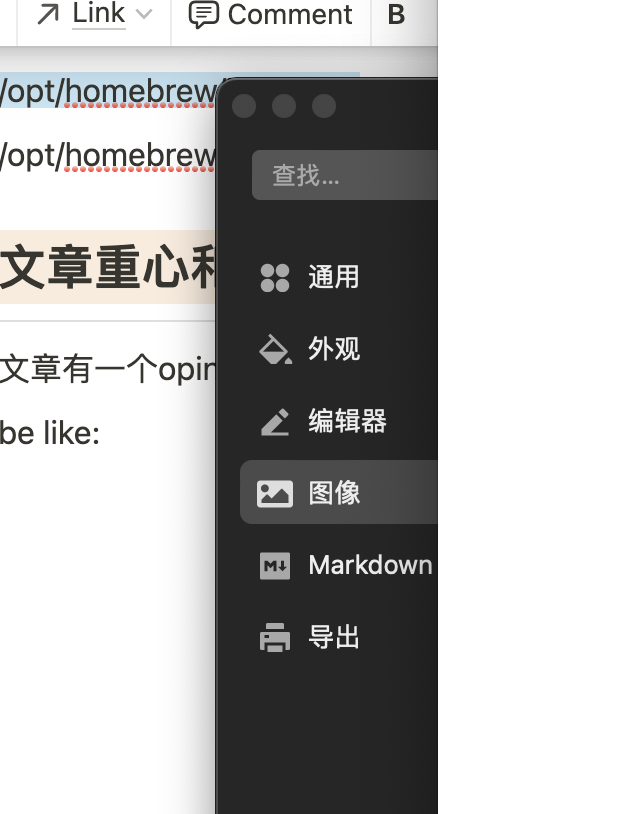 Link
Comment
B
/opt/homebrew/
/opt/homebrew
文章重心和
文章有一个opin
be like:
查找...
通用
外观
编辑器
图像
Markdown
导出